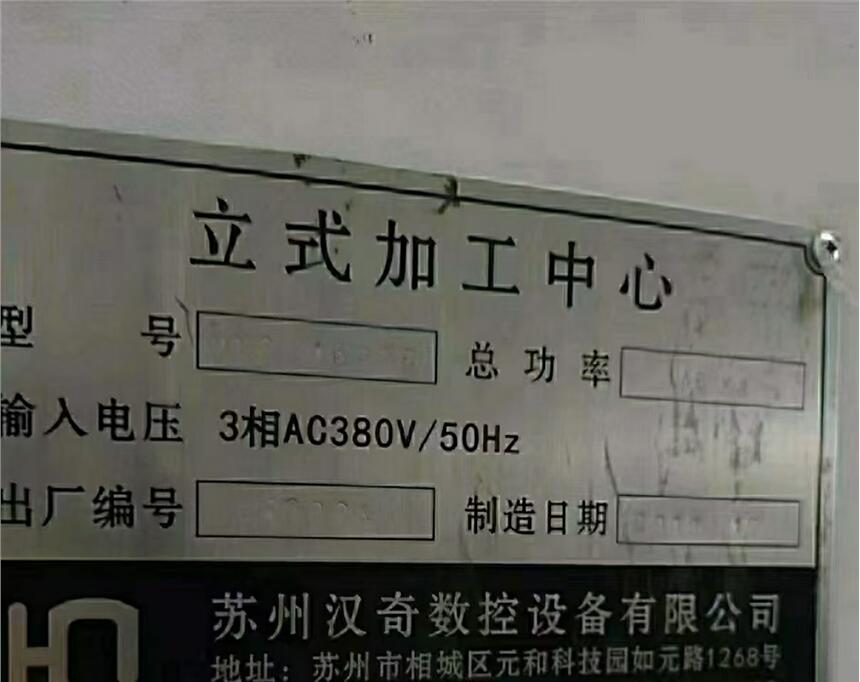 立式加工中心
型 号 总功率
输入电压 3相AC380V/50Hz
出厂编号 制造日期
苏州汉奇数控设备有限公司
地址：苏州市相城区元和科技园如元路1268号